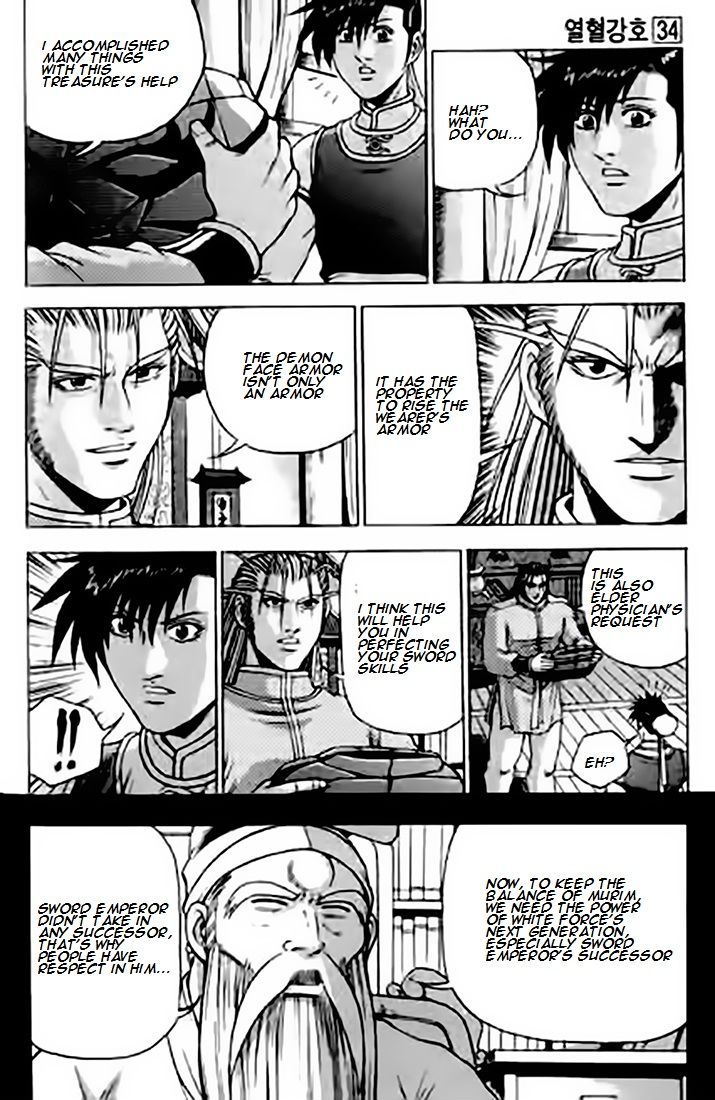 열혈강호 34
I ACCOMPLISHED
MANY THINGS
WITH THIS
TREASURE'S HELP
HAH?
WHAT
DO YOU...
THE DEMON
FACE ARMOR
ISN'T ONLY
AN ARMOR
IT HAS THE
PROPERTY
TO RISE THE
WEARER'S
ARMOR
!!
I THINK THIS
WILL HELP
YOU IN
PERFECTING
YOUR SWORD
SKILLS
THIS
IS ALSO
ELDER
PHYSICIAN'S
REQUEST
EH?
SWORD EMPEROR
DIDN'T TAKE IN
ANY SUCCESSOR,
THAT'S WHY
PEOPLE HAVE
RESPECT IN HIM...
NOW, TO KEEP THE
BALANCE OF MURIM,
WE NEED THE POWER
OF WHITE FORCE'S
NEXT GENERATION,
ESPECIALLY SWORD
EMPEROR'S SUCCESSOR